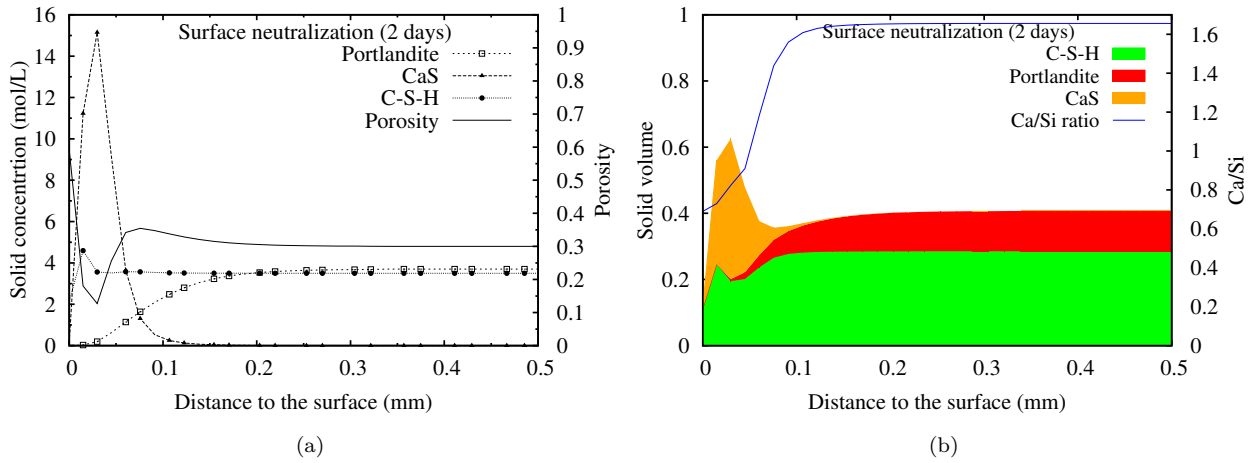 Surface neutralization (2 days)
Portlandite
CaS
C-S-H
Porosity
Solid concentrtion (mol/L)
0
2
4
6
8
10
12
14
16
Porosity
0
0.1
0.2
0.3
0.4
0.5
0.6
0.7
0.8
0.9
1
0 0.1 0.2 0.3 0.4 0.5
Distance to the surface (mm)
(a)
Surface neutralization (2 days)
C-S-H
Portlandite
CaS
Ca/Si ratio
Solid volume
0
0.2
0.4
0.6
0.8
1
Ca/Si
0
0.2
0.4
0.6
0.8
1
1.2
1.4
1.6
0 0.1 0.2 0.3 0.4 0.5
Distance to the surface (mm)
(b)